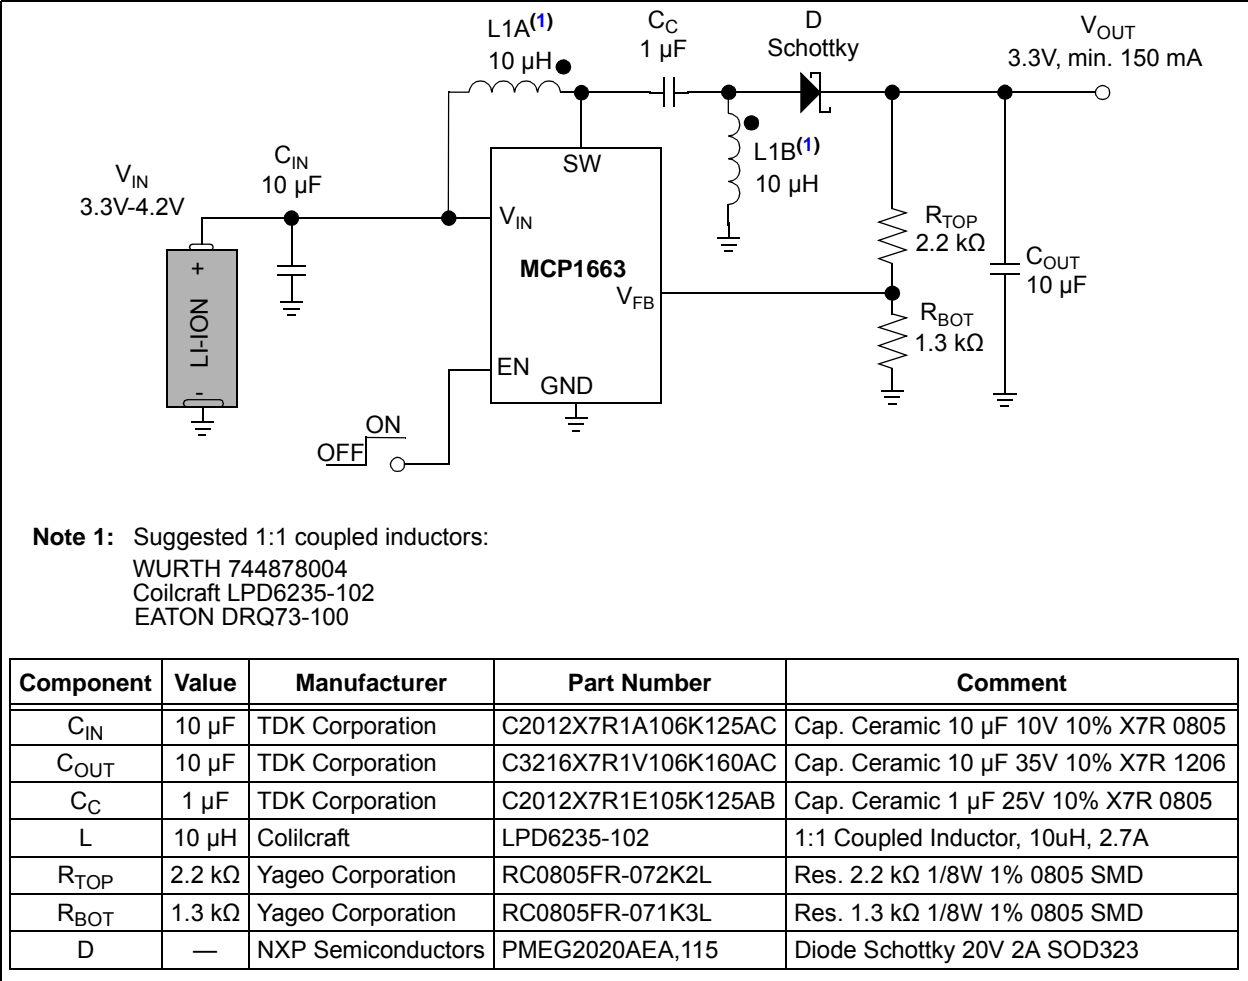 L1A(1)
10 µH
CC
1 µF
D
Schottky
VOUT
3.3V, min. 150 mA
L1B(1)
10 µH
SW
VIN
3.3V-4.2V
CIN
10 µF
VIN
MCP1663
VFB
RTOP
2.2 kΩ
COUT
10 µF
RBOT
1.3 kΩ
+
LI-ION
-
EN
GND
ON
OFF
Note 1: Suggested 1:1 coupled inductors:
WURTH 744878004
Coilcraft LPD6235-102
EATON DRQ73-100
Component Value Manufacturer Part Number Comment
CIN 10 µF TDK Corporation C2012X7R1A106K125AC Cap. Ceramic 10 µF 10V 10% X7R 0805
COUT 10 µF TDK Corporation C3216X7R1V106K160AC Cap. Ceramic 10 µF 35V 10% X7R 1206
CC 1 µF TDK Corporation C2012X7R1E105K125AB Cap. Ceramic 1 µF 25V 10% X7R 0805
L 10 µH Colilcraft LPD6235-102 1:1 Coupled Inductor, 10uH, 2.7A
RTOP 2.2 kΩ Yageo Corporation RC0805FR-072K2L Res. 2.2 kΩ 1/8W 1% 0805 SMD
RBOT 1.3 kΩ Yageo Corporation RC0805FR-071K3L Res. 1.3 kΩ 1/8W 1% 0805 SMD
D — NXP Semiconductors PMEG2020AEA,115 Diode Schottky 20V 2A SOD323